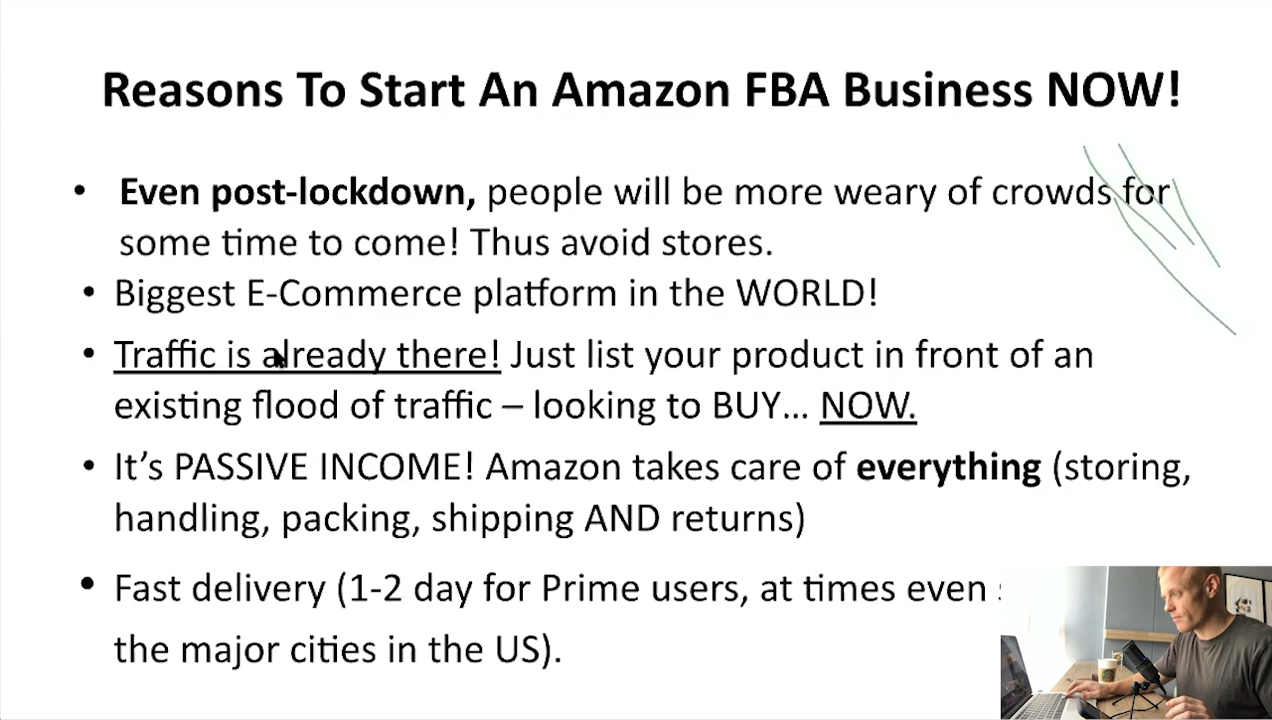 Reasons To Start An Amazon FBA Business NOW!
• Even post-lockdown, people will be more weary of crowds for
some time to come! Thus avoid stores.
• Biggest E-Commerce platform in the WORLD!
• Traffic is already there! Just list your product in front of an
existing flood of traffic – looking to BUY... NOW.
• It's PASSIVE INCOME! Amazon takes care of everything (storing,
handling, packing, shipping AND returns)
• Fast delivery (1-2 day for Prime users, at times even
the major cities in the US).